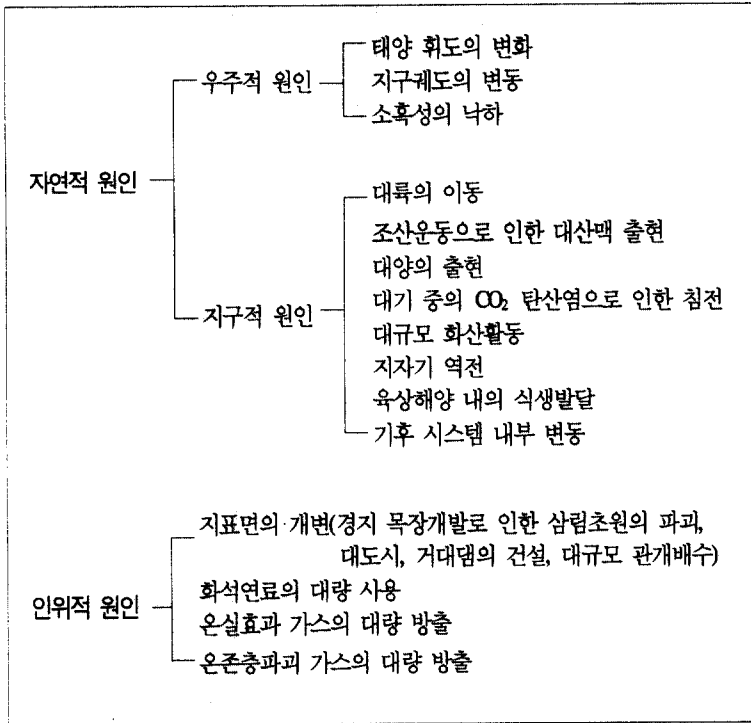 태양 휘도의 변화
우주적 원인
지구궤도의 변동
소혹성의 낙하
자연적 원인
대륙의 이동
조산운동으로 인한 대산맥 출현
대양의 출현
대기 중의 CO₂ 탄산염으로 인한 침전
지구적 원인
대규모 화산활동
지자기 역전
육상해양 내의 식생발달
기후 시스템 내부 변동
지표면의 개변(경지 목장개발로 인한 삼림초원의 파괴,
대도시, 거대댐의 건설, 대규모 관개배수)
화석연료의 대량 사용
인위적 원인
온실효과 가스의 대량 방출
온존층파괴 가스의 대량 방출